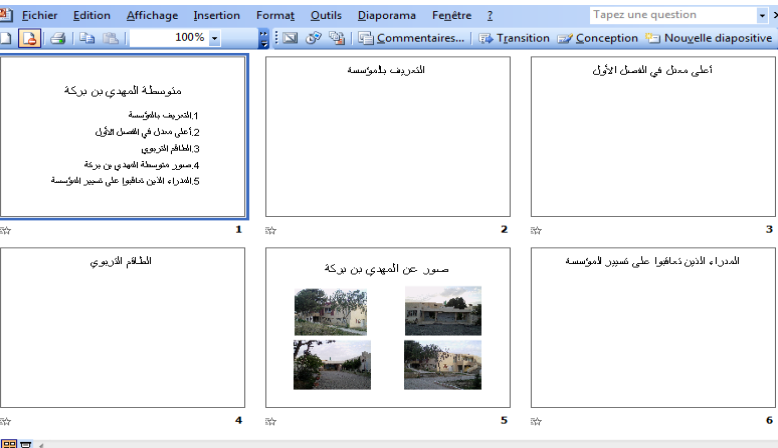 Fichier Edition Affichage Insertion Format Outils Diaporama Fenêtre ? Tapez une question
100% Commentaires... Transition Conception Nouvelle diapositive
متوسطة المهدي بن بركة
1.التعريف بالمؤسسة
2.أعلى معدل في الفصل الأول
3.الطاقم التربوي
4.صور متوسطة المهدي بن بركة
5.المدراء الذين تعاقبوا على تسيير المؤسسة
1
التعريف بالمؤسسة
2
أعلى معدل في الفصل الأول
3
الطاقم التربوي
4
صور عن المهدي بن بركة
5
المدراء الذين تعاقبوا على تسيير المؤسسة
6